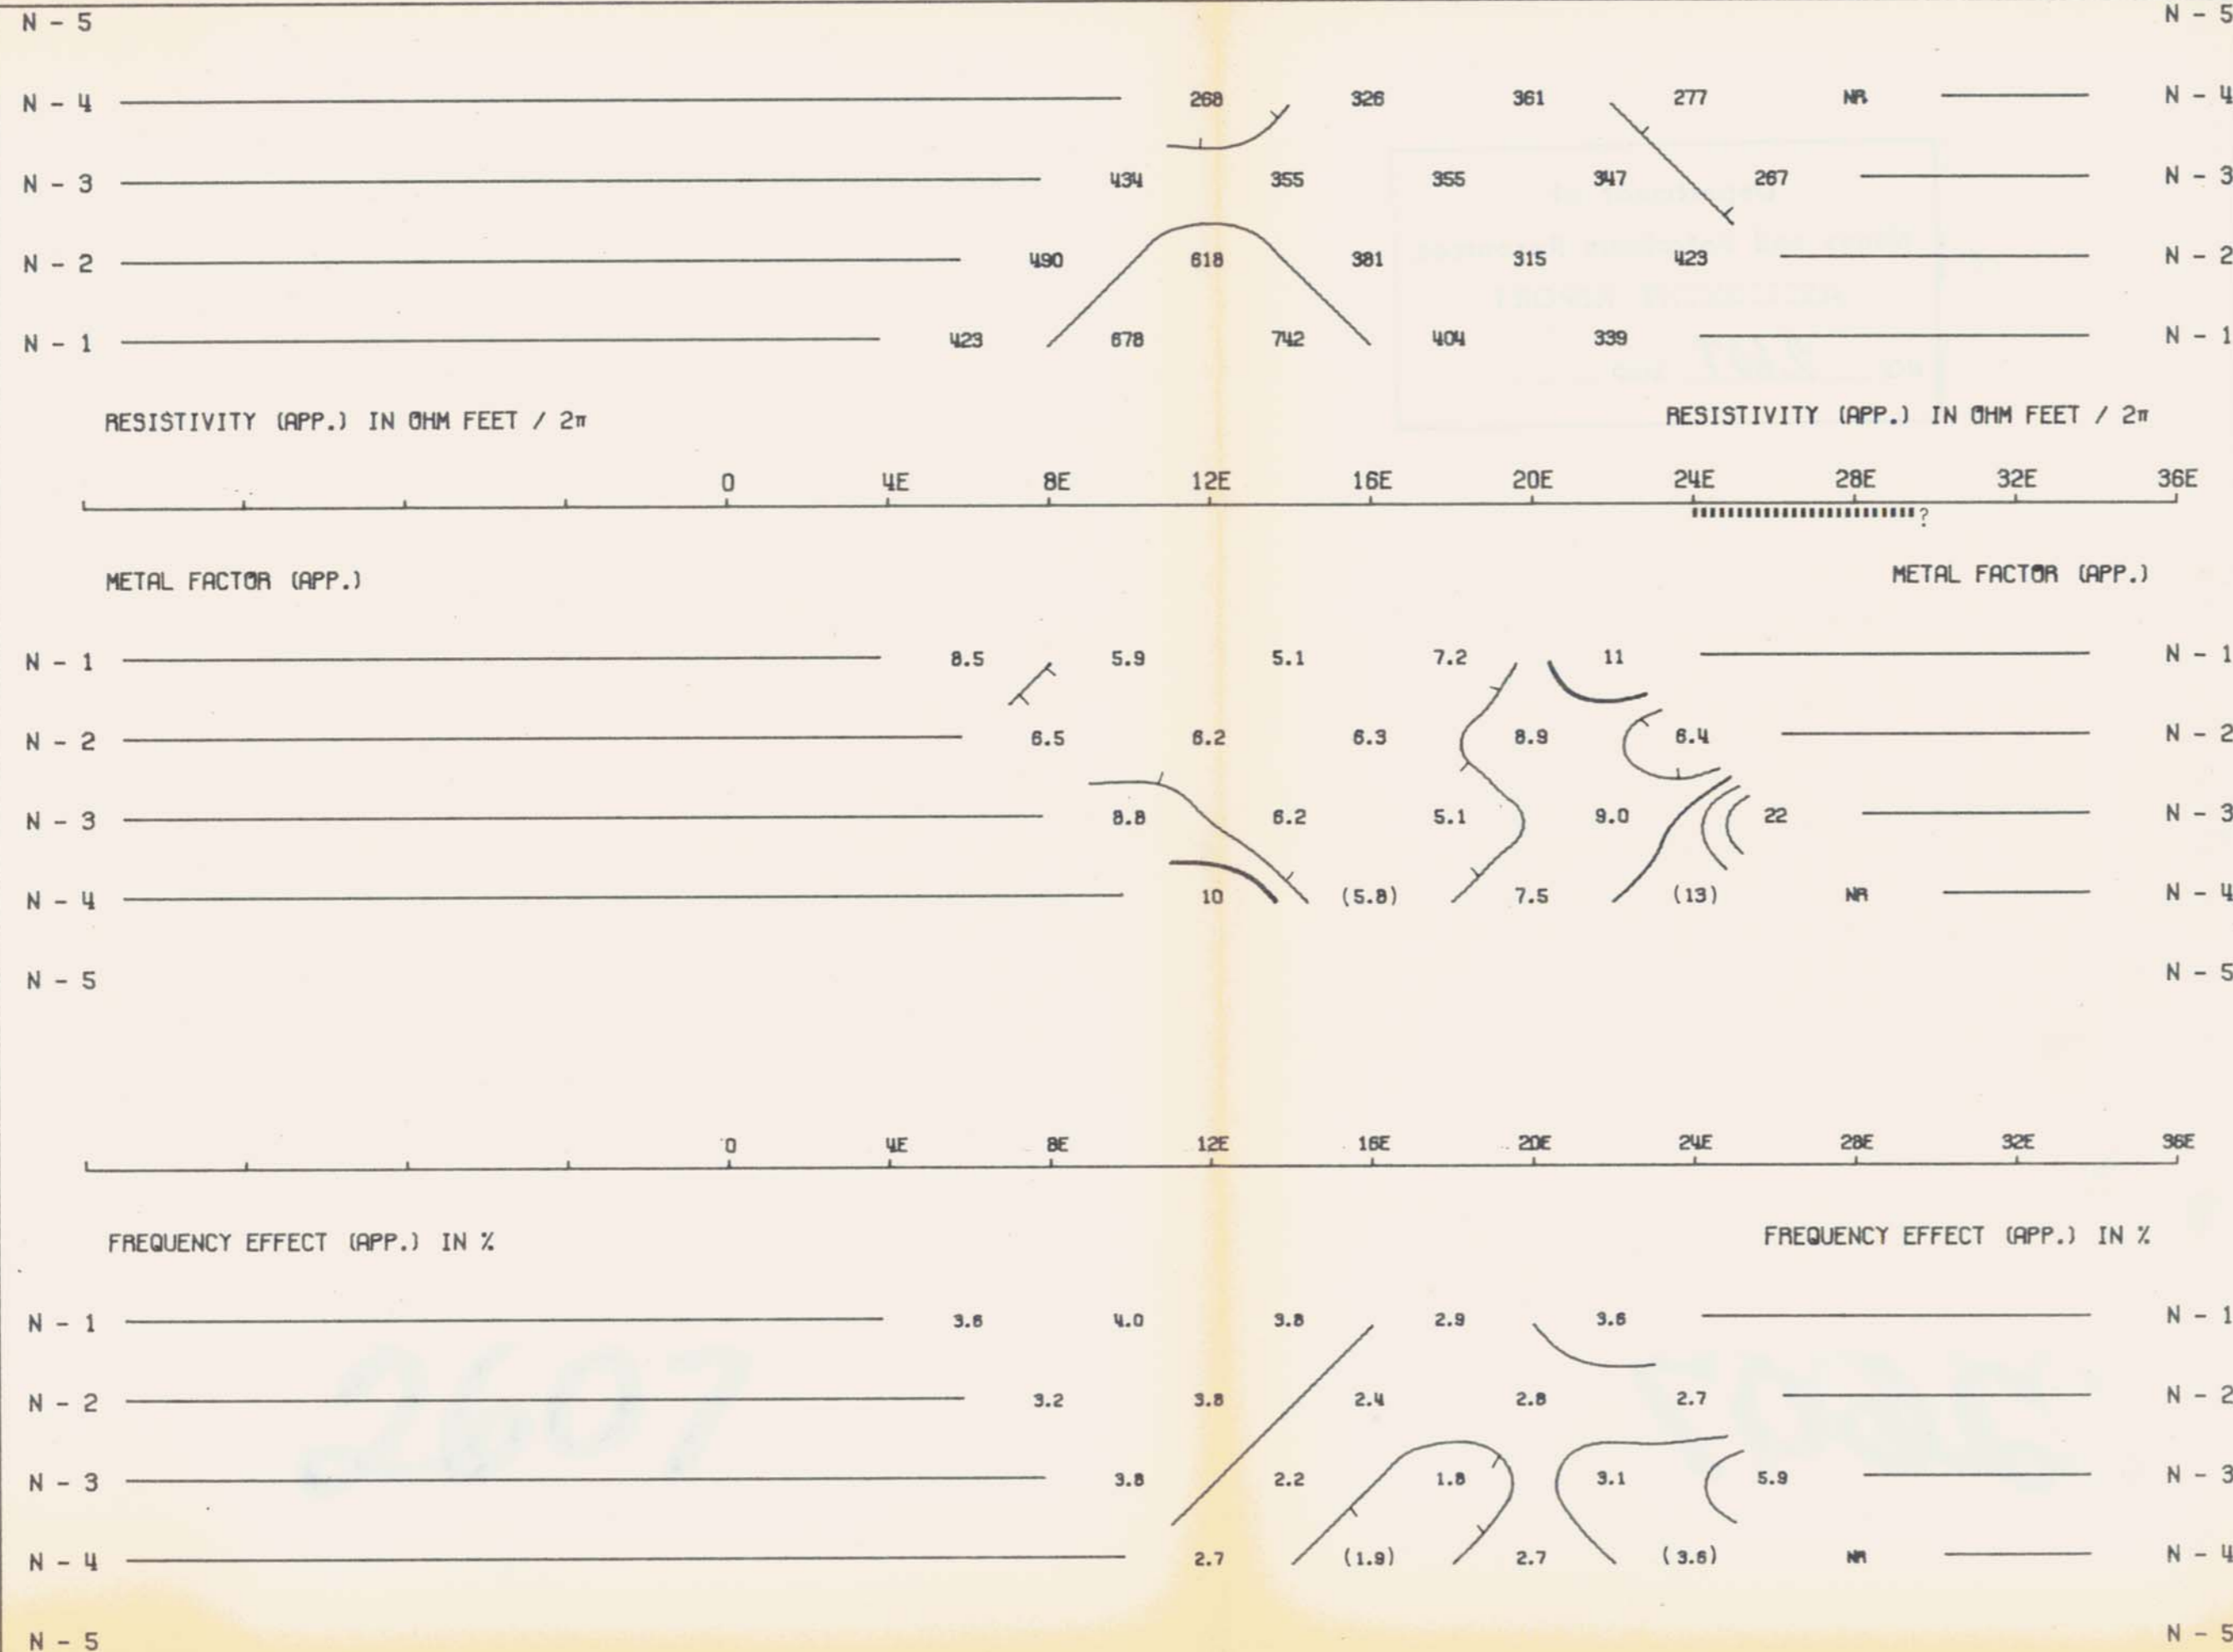 N - 5 N - 5
N - 4 268 326 361 277 NR N - 4
N - 3 434 355 355 347 267 N - 3
N - 2 490 618 381 315 423 N - 2
N - 1 423 678 742 404 339 N - 1
RESISTIVITY (APP.) IN OHM FEET / 2π RESISTIVITY (APP.) IN OHM FEET / 2π
0 4E 8E 12E 16E 20E 24E 28E 32E 36E
?
METAL FACTOR (APP.) METAL FACTOR (APP.)
N - 1 8.5 5.9 5.1 7.2 11 N - 1
N - 2 6.5 6.2 6.3 8.9 6.4 N - 2
N - 3 8.8 6.2 5.1 9.0 22 N - 3
N - 4 10 (5.8) 7.5 (13) NR N - 4
N - 5 N - 5
0 4E 8E 12E 16E 20E 24E 28E 32E 36E
FREQUENCY EFFECT (APP.) IN % FREQUENCY EFFECT (APP.) IN %
N - 1 3.6 4.0 3.8 2.9 3.6 N - 1
2607
N - 2 3.2 3.8 2.4 2.8 2.7 N - 2
N - 3 3.8 2.2 1.8 3.1 5.9 N - 3
N - 4 2.7 (1.9) 2.7 (3.6) NR N - 4
N - 5 N - 5